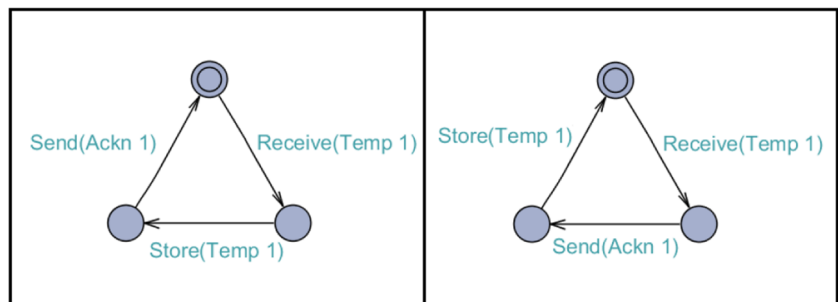 Send(Ackn 1)
Receive(Temp 1)
Store(Temp 1)
Store(Temp 1)
Receive(Temp 1)
Send(Ackn 1)